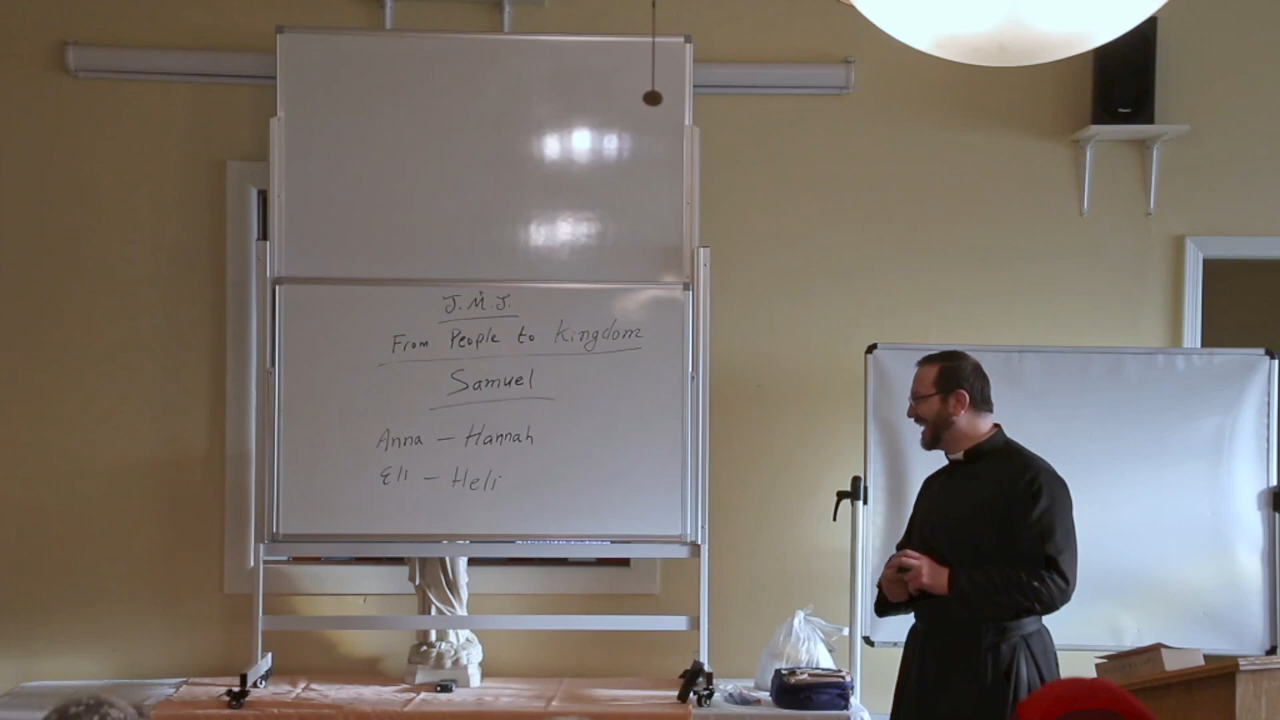 J.M.J.
From People to Kingdom
Samuel
Anna – Hannah
Eli – Heli